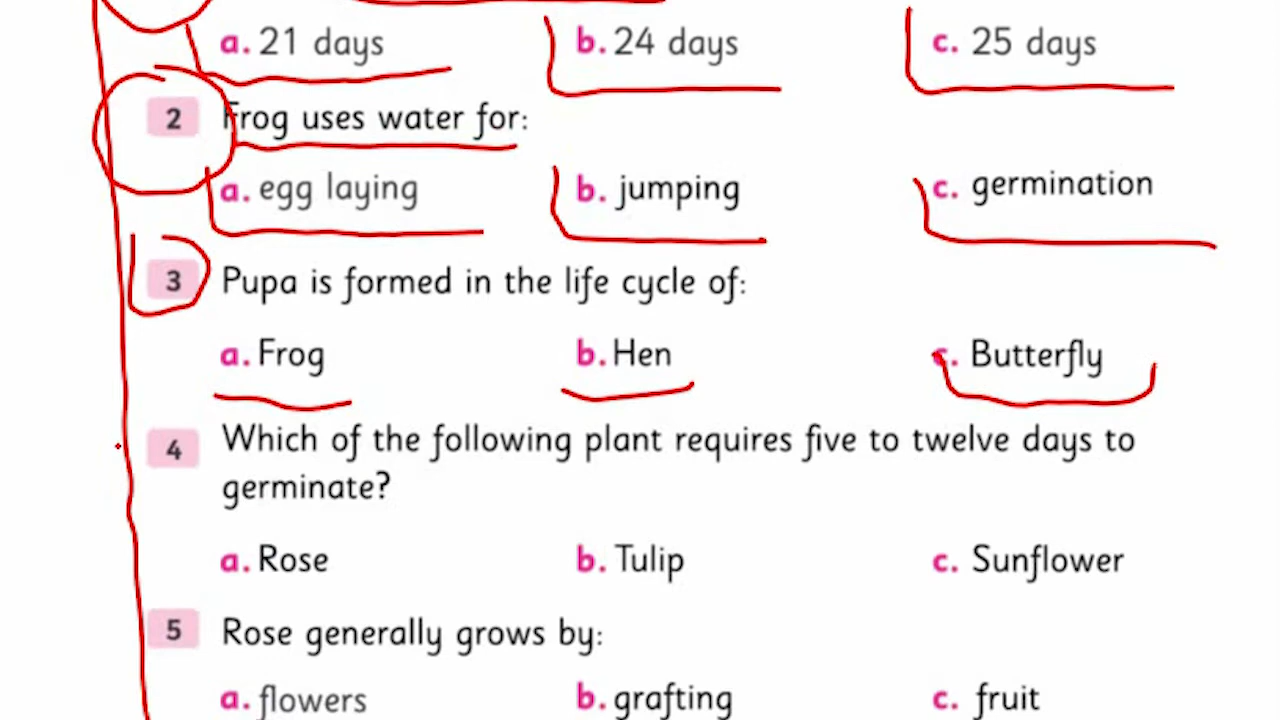 a. 21 days b. 24 days c. 25 days
2 Frog uses water for:
a. egg laying b. jumping c. germination
3 Pupa is formed in the life cycle of:
a. Frog b. Hen c. Butterfly
4 Which of the following plant requires five to twelve days to
germinate?
a. Rose b. Tulip c. Sunflower
5 Rose generally grows by:
a. flowers b. grafting c. fruit